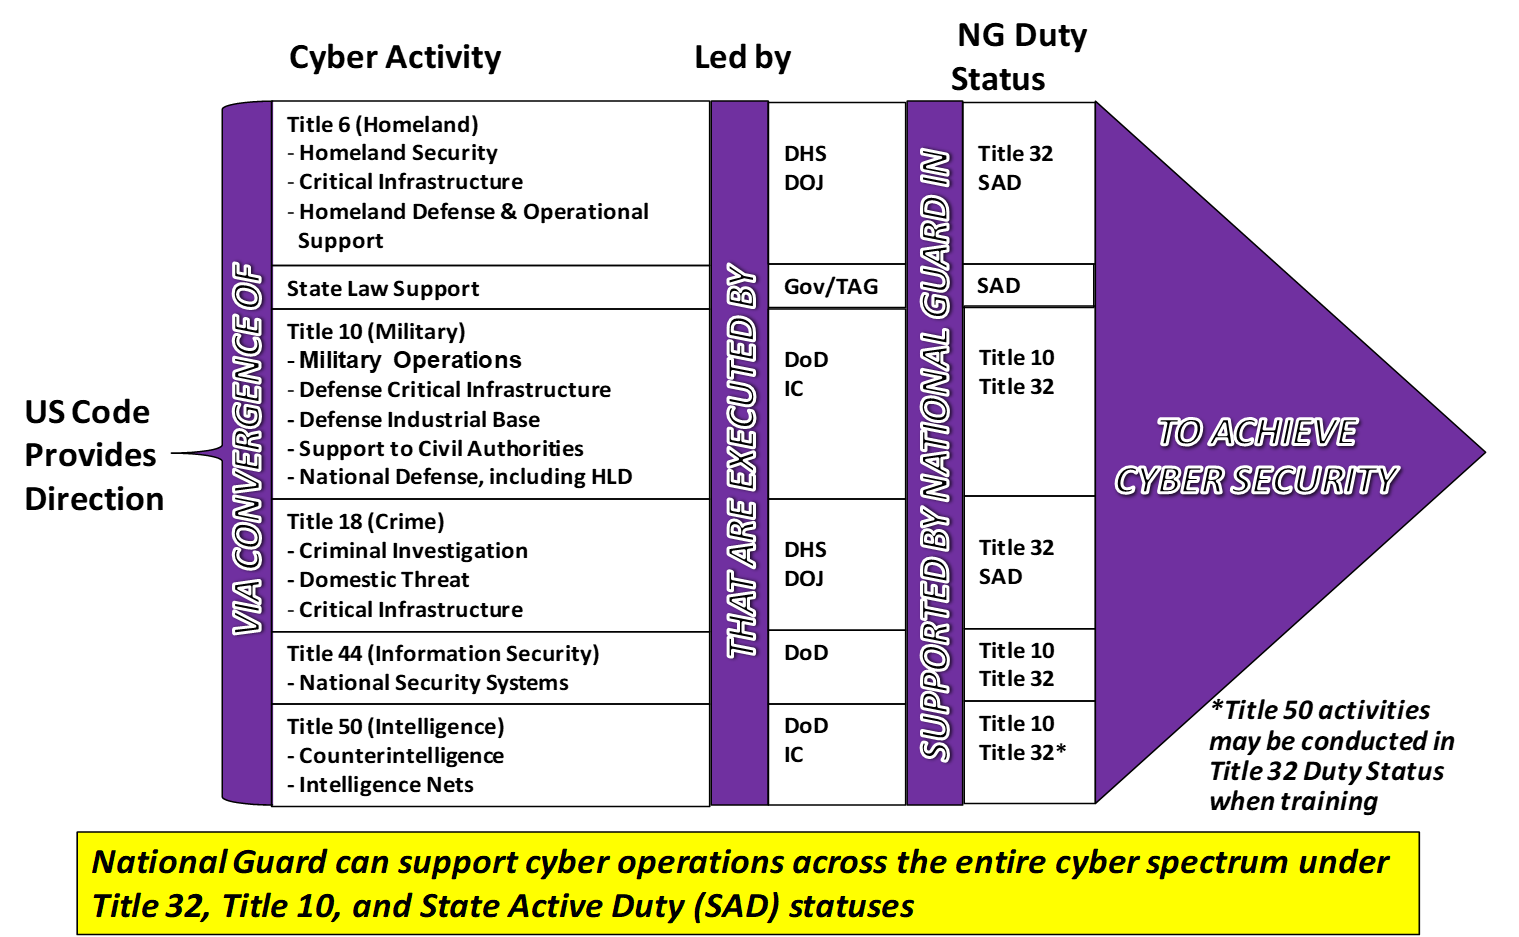 Cyber Activity
Led by
NG Duty
Status
US Code
Provides
Direction
VIA CONVERGENCE OF
Title 6 (Homeland)
- Homeland Security
- Critical Infrastructure
- Homeland Defense & Operational
Support
State Law Support
Title 10 (Military)
- Military Operations
- Defense Critical Infrastructure
- Defense Industrial Base
- Support to Civil Authorities
- National Defense, including HLD
Title 18 (Crime)
- Criminal Investigation
- Domestic Threat
- Critical Infrastructure
Title 44 (Information Security)
- National Security Systems
Title 50 (Intelligence)
- Counterintelligence
- Intelligence Nets
THAT ARE EXECUTED BY
DHS
DOJ
Gov/TAG
DoD
IC
DHS
DOJ
DoD
DoD
IC
SUPPORTED BY NATIONAL GUARD IN
Title 32
SAD
SAD
Title 10
Title 32
Title 32
SAD
Title 10
Title 32
Title 10
Title 32*
TO ACHIEVE
CYBER SECURITY
*Title 50 activities
may be conducted in
Title 32 Duty Status
when training
National Guard can support cyber operations across the entire cyber spectrum under
Title 32, Title 10, and State Active Duty (SAD) statuses